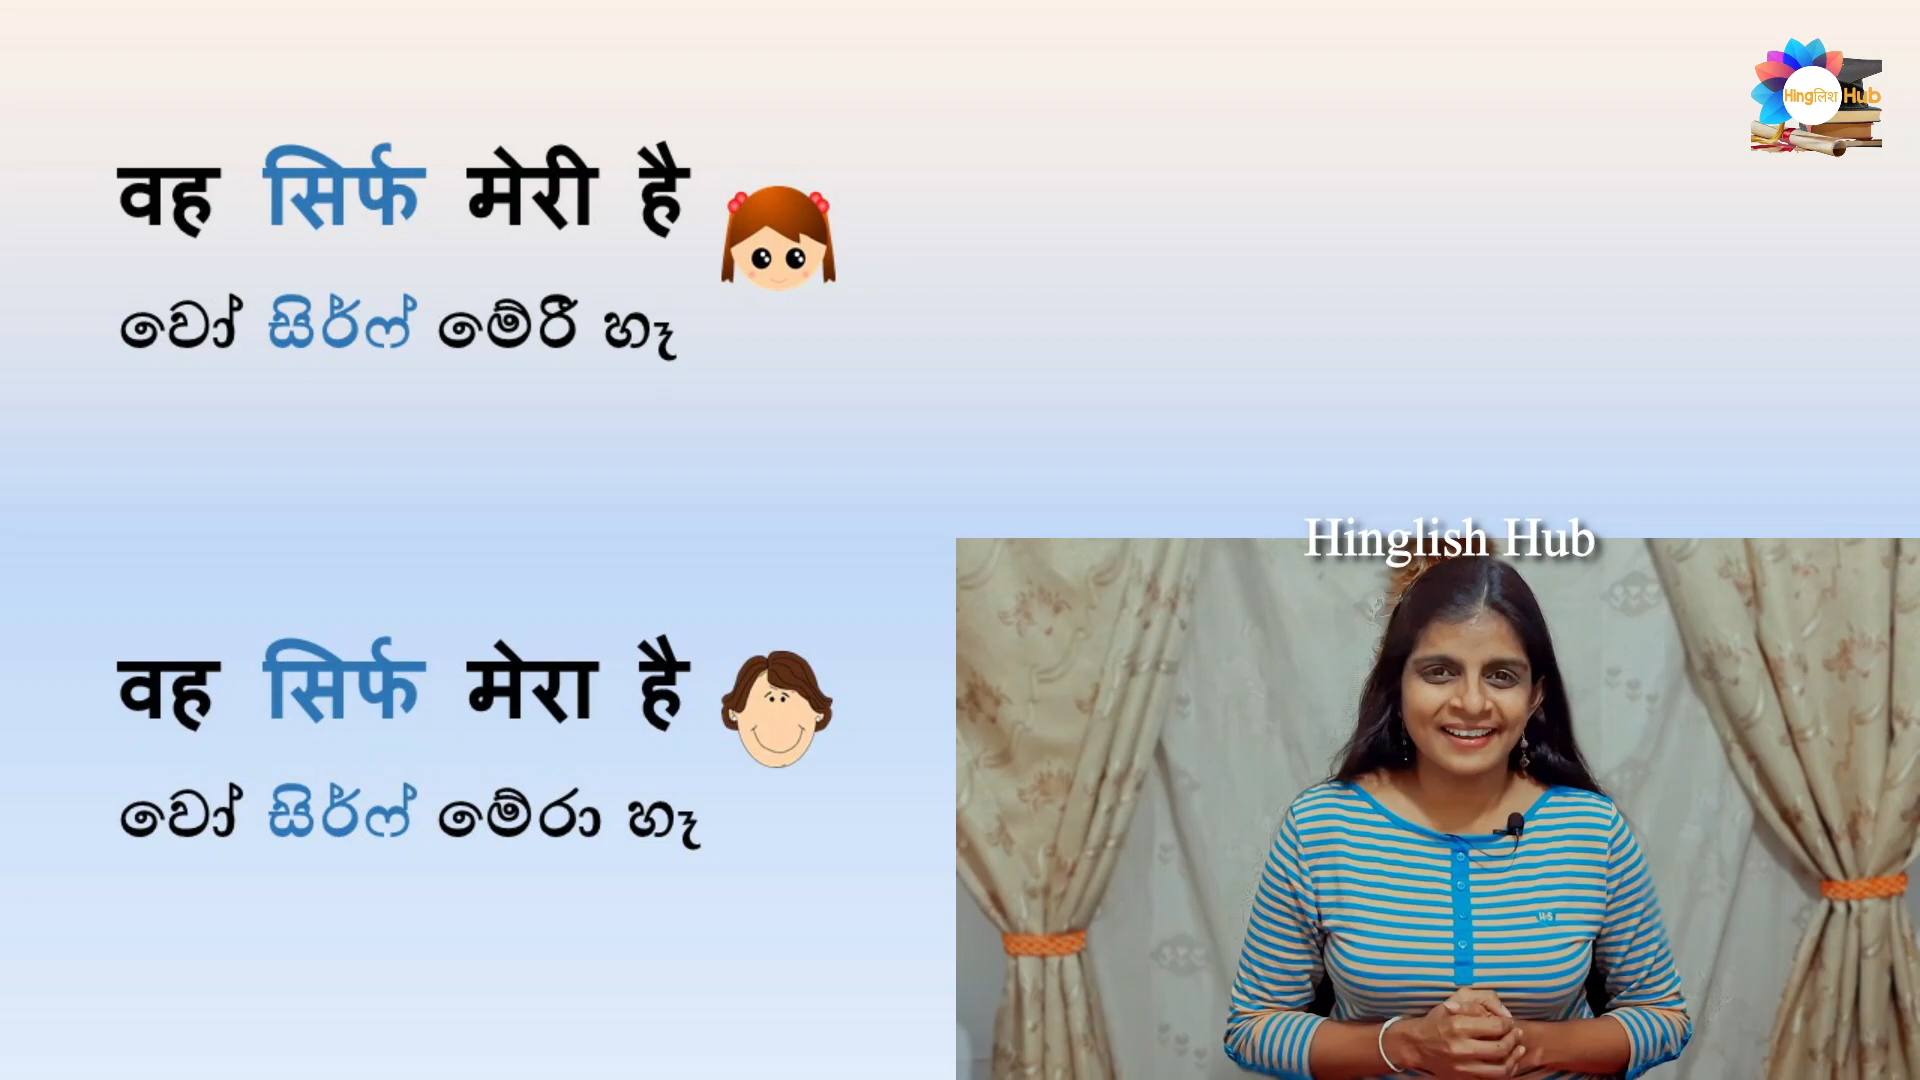 Hingलिश Hub
वह सिर्फ मेरी है
වෝ සිර්ෆ් මේරී හැ
Hinglish Hub
वह सिर्फ मेरा है
වෝ සිර්ෆ් මේරා හැ
H-S